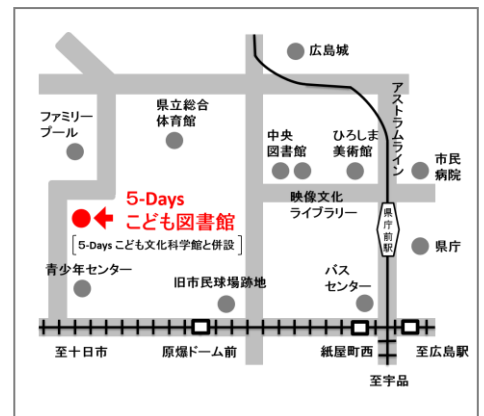 広島城
アストラムライン
県立総合
体育館
ファミリー
プール
中央
図書館
ひろしま
美術館
市民
病院
5-Days
こども図書館
[5-Days こども文化科学館と併設]
映像文化
ライブラリー
県庁前駅
県庁
青少年センター
旧市民球場跡地
バス
センター
至十日市
原爆ドーム前
紙屋町西
至広島駅
至宇品